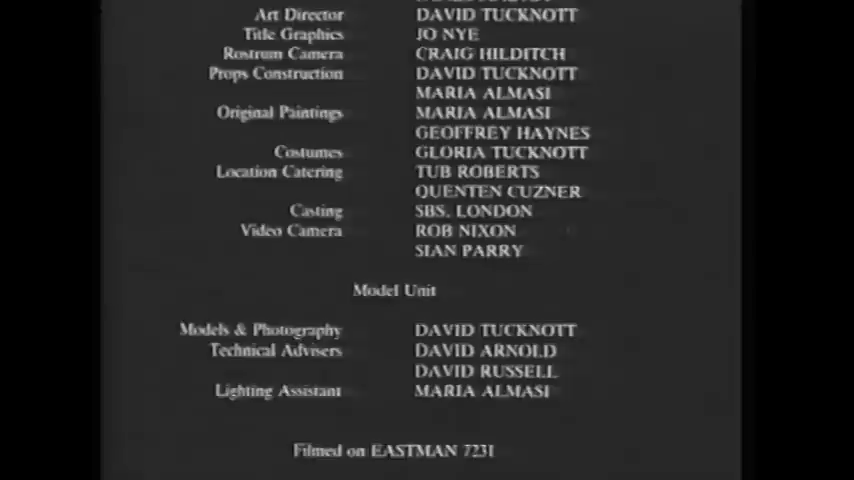 Art Director DAVID TUCKNOTT
Title Graphics JO NYE
Rostrum Camera CRAIG HILDITCH
Props Construction DAVID TUCKNOTT
MARIA ALMASI
Original Paintings MARIA ALMASI
GEOFFREY HAYNES
Costumes GLORIA TUCKNOTT
Location Catering TUB ROBERTS
QUENTEN CUZNER
Casting SBS. LONDON
Video Camera ROB NIXON
SIAN PARRY
Model Unit
Models & Photography DAVID TUCKNOTT
Technical Advisers DAVID ARNOLD
DAVID RUSSELL
Lighting Assistant MARIA ALMASI
Filmed on EASTMAN 7231